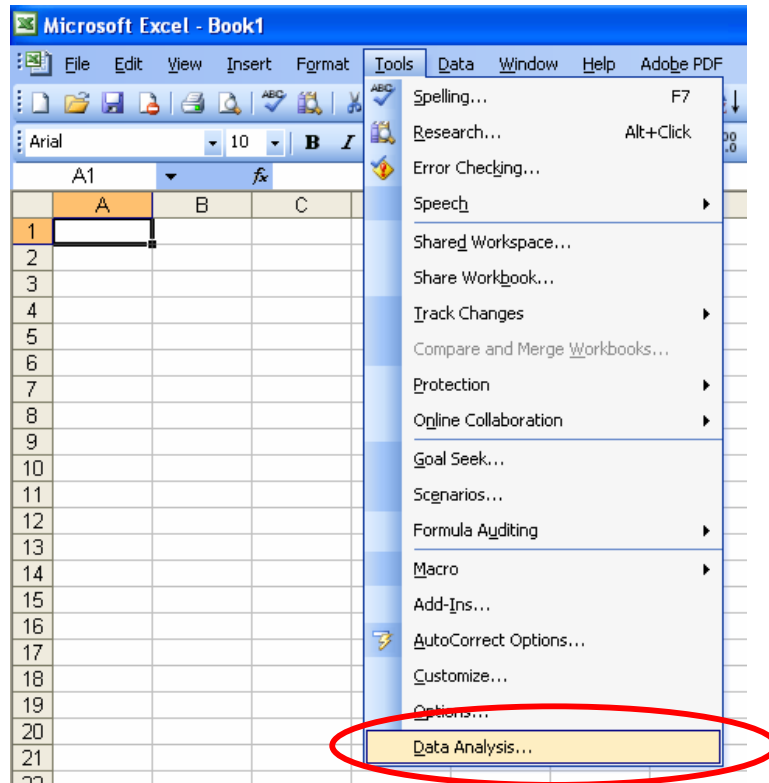 Microsoft Excel - Book1
File Edit View Insert Format Tools Data Window Help Adobe PDF
ABC ABC
Arial 10 B I
A1 fx
A B C
1
2
3
4
5
6
7
8
9
10
11
12
13
14
15
16
17
18
19
20
21
Spelling... F7
Research... Alt+Click
Error Checking...
Speech
Shared Workspace...
Share Workbook...
Track Changes
Compare and Merge Workbooks...
Protection
Online Collaboration
Goal Seek...
Scenarios...
Formula Auditing
Macro
Add-Ins...
AutoCorrect Options...
Customize...
Options...
Data Analysis...